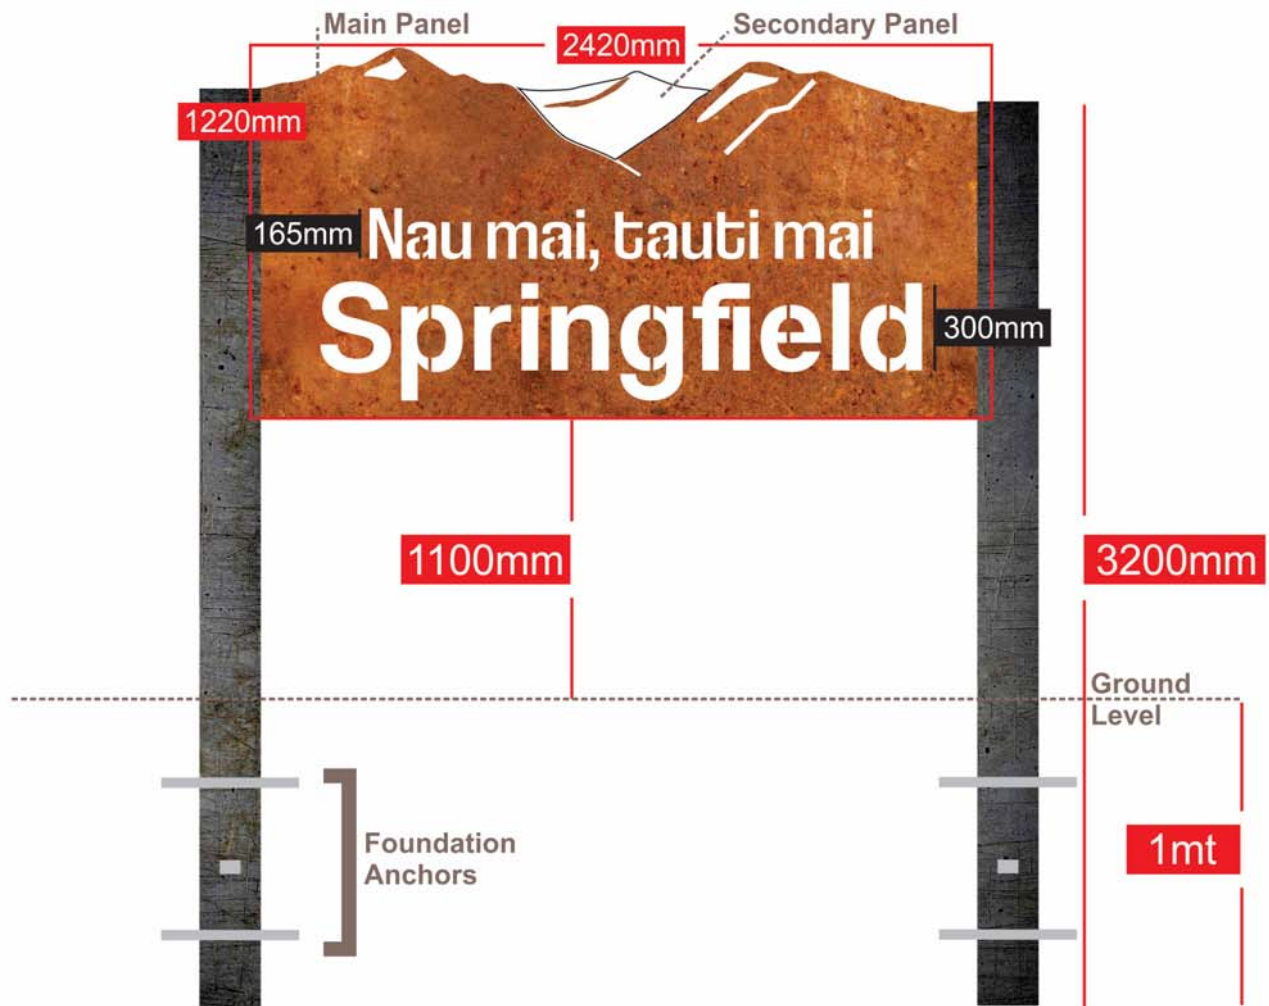 Main Panel
2420mm
Secondary Panel
1220mm
165mm
Nau mai, tauti mai
Springfield
300mm
1100mm
3200mm
Ground
Level
Foundation
Anchors
1mt